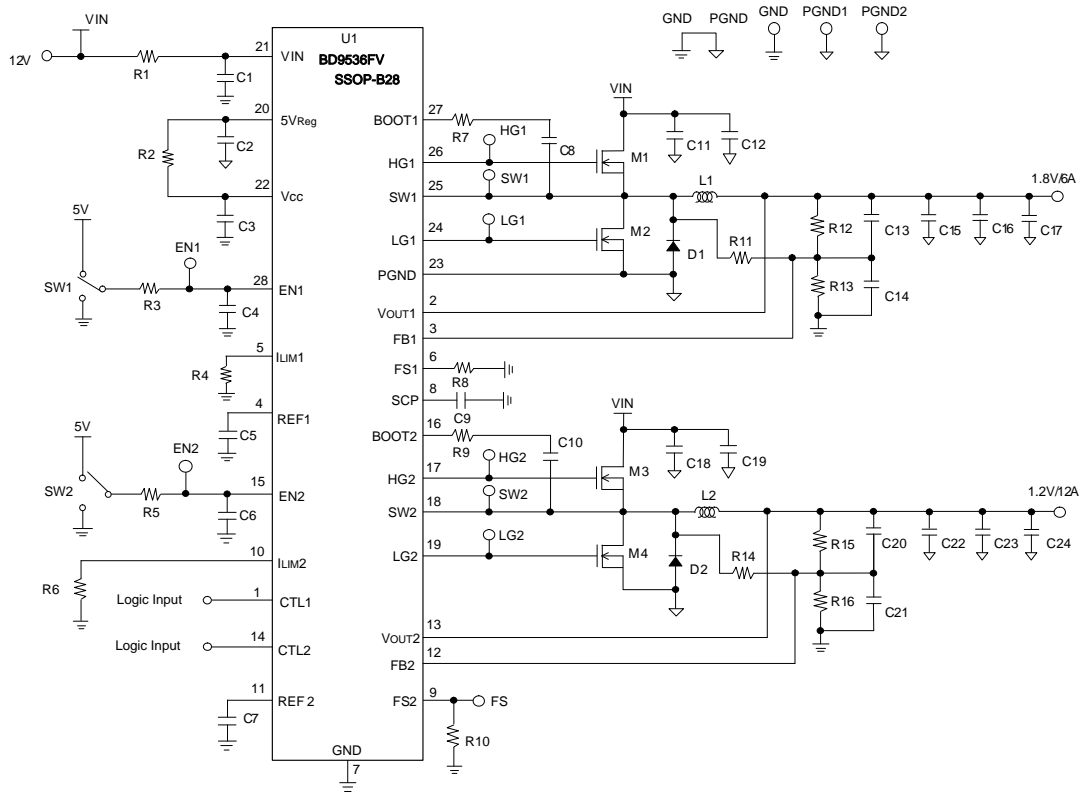 VIN
12V
R1
21
VIN
C1
U1
BD9536FV
SSOP-B28
GND
PGND
GND
PGND1
PGND2
20
5VReg
R2
C2
22
Vcc
C3
5V
EN1
SW1
R3
28
EN1
C4
5
ILIM1
R4
4
REF1
C5
5V
EN2
SW2
R5
15
EN2
C6
10
ILIM2
R6
Logic Input
1
CTL1
Logic Input
14
CTL2
11
REF2
C7
GND
7
27
BOOT1
R7
HG1
C8
VIN
C11
C12
26
HG1
M1
SW1
25
SW1
L1
1.8V/6A
LG1
24
LG1
M2
D1
R11
R12
C13
C15
C16
C17
23
PGND
R13
C14
2
VOUT1
3
FB1
6
FS1
R8
8
SCP
C9
16
BOOT2
R9
HG2
C10
VIN
C18
C19
17
HG2
M3
SW2
18
SW2
L2
1.2V/12A
LG2
19
LG2
M4
D2
R14
R15
C20
C22
C23
C24
R16
C21
13
VOUT2
12
FB2
9
FS2
FS
R10